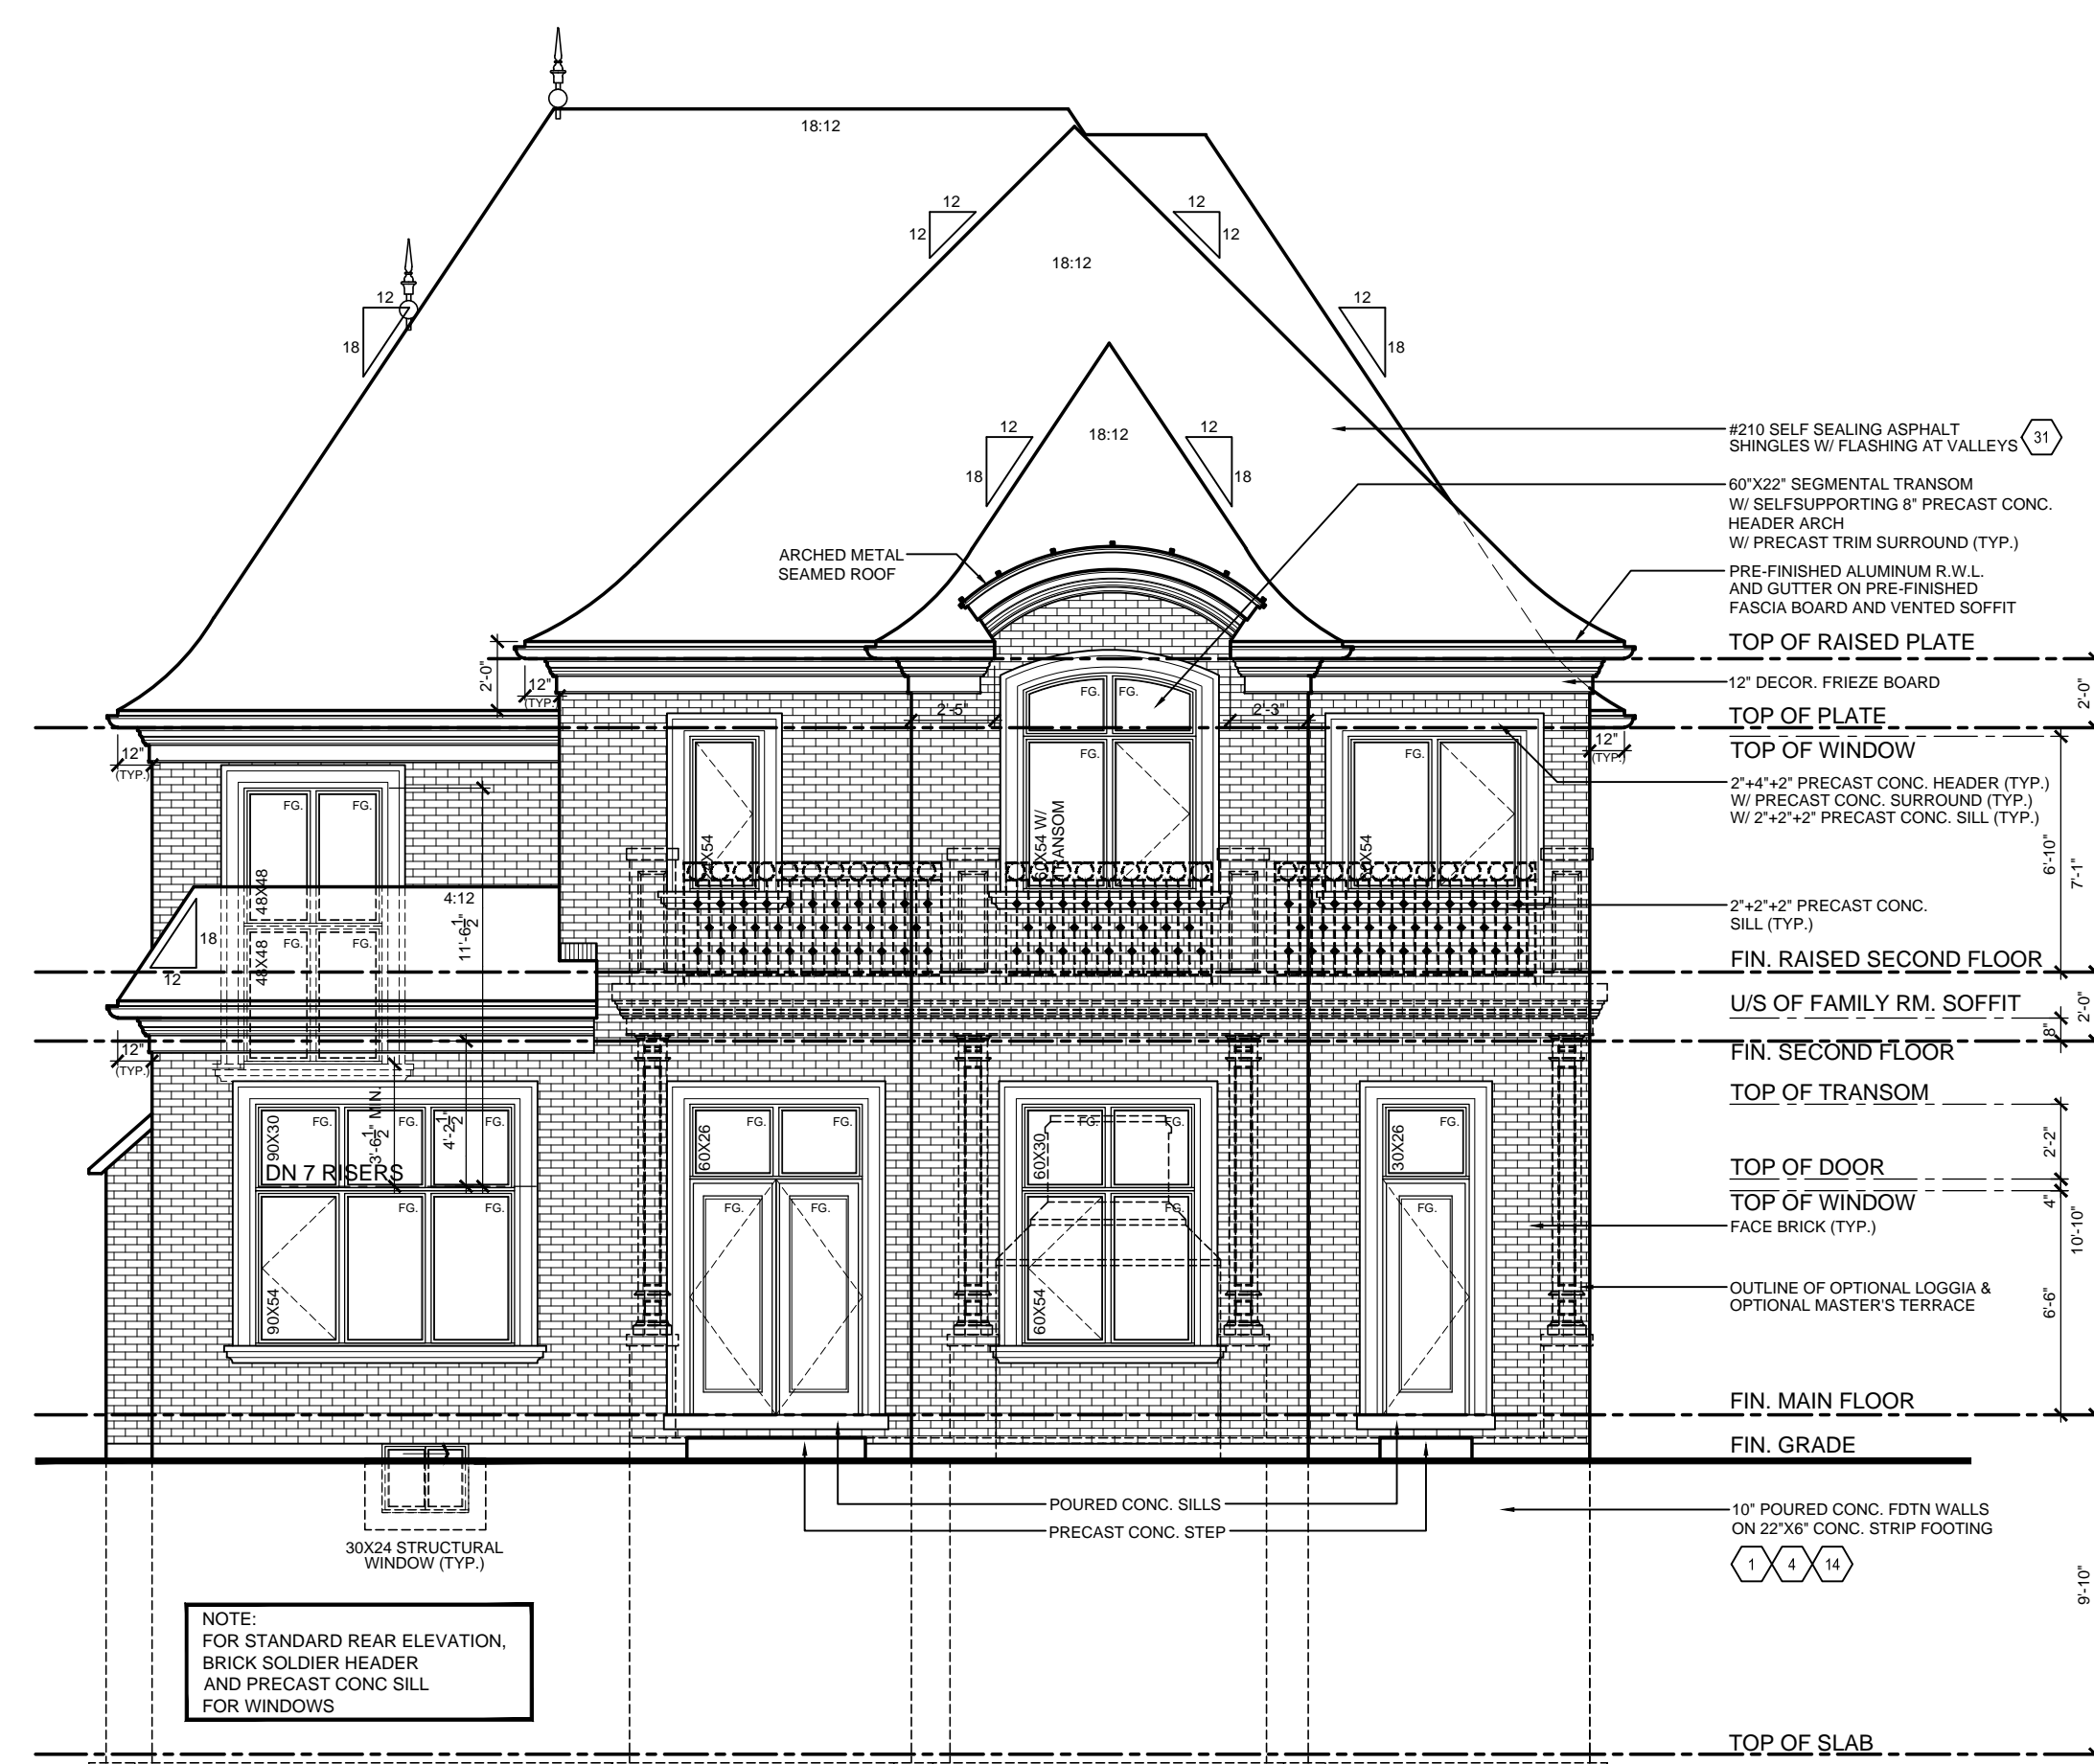 18:12
12
12
12
12
18:12
12
18
12
18
12
18
18:12
12
18
#210 SELF SEALING ASPHALT
SHINGLES W/ FLASHING AT VALLEYS
31
60"X22" SEGMENTAL TRANSOM
W/ SELFSUPPORTING 8" PRECAST CONC.
HEADER ARCH
W/ PRECAST TRIM SURROUND (TYP.)
ARCHED METAL
SEAMED ROOF
PRE-FINISHED ALUMINUM R.W.L.
AND GUTTER ON PRE-FINISHED
FASCIA BOARD AND VENTED SOFFIT
TOP OF RAISED PLATE
12" DECOR. FRIEZE BOARD
2'-0"
TOP OF PLATE
TOP OF WINDOW
2'-0"
12"
(TYP.)
12"
(TYP.)
12"
(TYP.)
2'-5"
2'-3"
FG.
FG.
FG.
FG.
FG.
FG.
2"+4"+2" PRECAST CONC. HEADER (TYP.)
W/ PRECAST CONC. SURROUND (TYP.)
W/ 2"+2"+2" PRECAST CONC. SILL (TYP.)
60X54 W/
TRANSOM
48X48
48X48
FG.
FG.
4:12
11'-6 1/2"
18
12
6'-10"
7'-1"
2"+2"+2" PRECAST CONC.
SILL (TYP.)
FIN. RAISED SECOND FLOOR
U/S OF FAMILY RM. SOFFIT
2'-0"
8"
FIN. SECOND FLOOR
12"
(TYP.)
TOP OF TRANSOM
2'-2"
TOP OF DOOR
TOP OF WINDOW
4"
FACE BRICK (TYP.)
10'-10"
90X30
FG.
FG.
FG.
3'-6 1/2" MIN.
4'-2 1/2"
DN 7 RISERS
FG.
FG.
90X54
60X26
FG.
FG.
FG.
FG.
60X30
FG.
FG.
FG.
60X54
30X26
FG.
FG.
OUTLINE OF OPTIONAL LOGGIA &
OPTIONAL MASTER'S TERRACE
6'-6"
FIN. MAIN FLOOR
FIN. GRADE
POURED CONC. SILLS
PRECAST CONC. STEP
10" POURED CONC. FDTN WALLS
ON 22"X6" CONC. STRIP FOOTING
1
4
14
30X24 STRUCTURAL
WINDOW (TYP.)
9'-10"
NOTE:
FOR STANDARD REAR ELEVATION,
BRICK SOLDIER HEADER
AND PRECAST CONC SILL
FOR WINDOWS
TOP OF SLAB